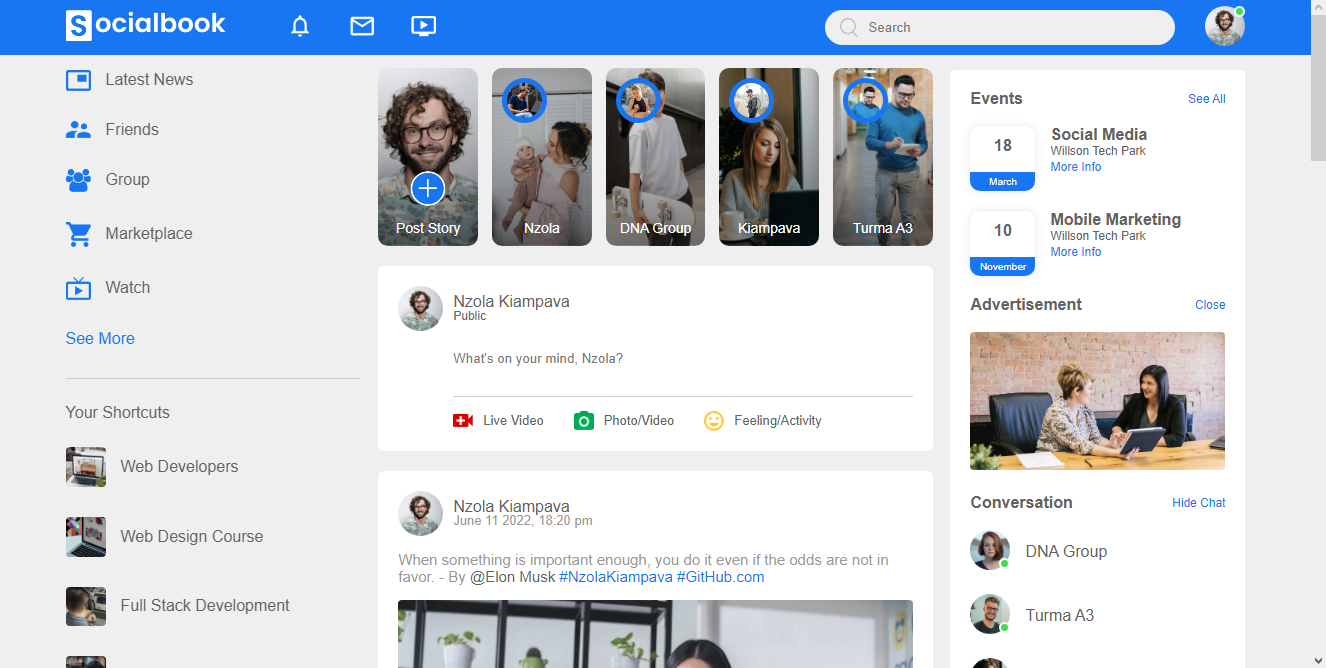 Socialbook
Search
Latest News
Friends
Group
Marketplace
Watch
See More
Your Shortcuts
Web Developers
Web Design Course
Full Stack Development
Post Story
Nzola
DNA Group
Kiampava
Turma A3
Nzola Kiampava
Public
What's on your mind, Nzola?
Live Video
Photo/Video
Feeling/Activity
Nzola Kiampava
June 11 2022, 18:20 pm
When something is important enough, you do it even if the odds are not in
favor. - By @Elon Musk #NzolaKiampava #GitHub.com
Events
See All
18
March
Social Media
Willson Tech Park
More Info
10
November
Mobile Marketing
Willson Tech Park
More Info
Advertisement
Close
Conversation
Hide Chat
DNA Group
Turma A3